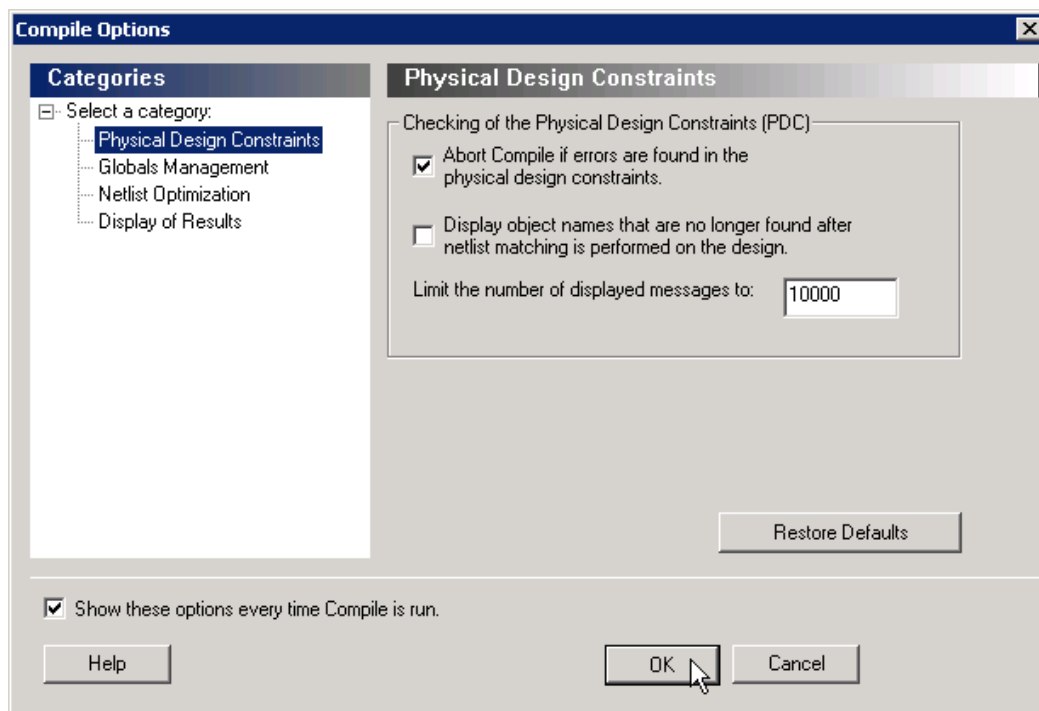 Compile Options
Categories
Select a category:
Physical Design Constraints
Globals Management
Netlist Optimization
Display of Results
Physical Design Constraints
Checking of the Physical Design Constraints (PDC)
Abort Compile if errors are found in the
physical design constraints.
Display object names that are no longer found after
netlist matching is performed on the design.
Limit the number of displayed messages to: 10000
Restore Defaults
Show these options every time Compile is run.
Help OK Cancel